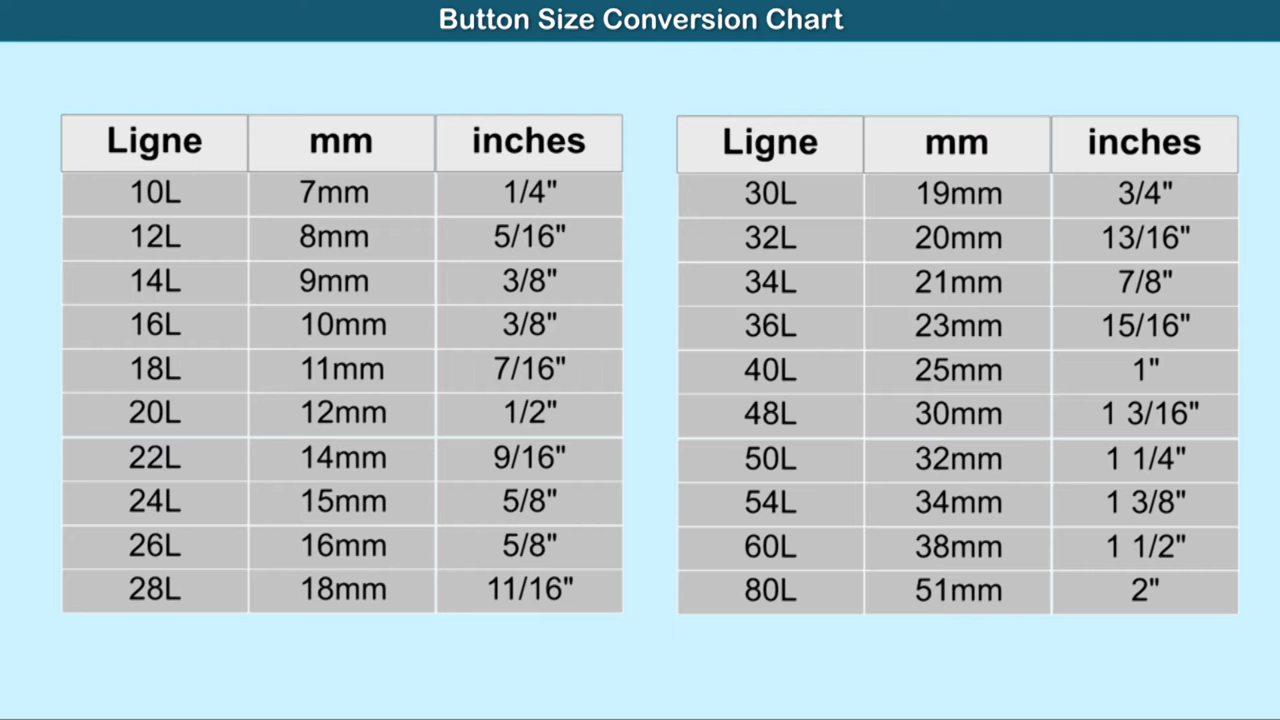 Button Size Conversion Chart
Ligne mm inches
10L 7mm 1/4"
12L 8mm 5/16"
14L 9mm 3/8"
16L 10mm 3/8"
18L 11mm 7/16"
20L 12mm 1/2"
22L 14mm 9/16"
24L 15mm 5/8"
26L 16mm 5/8"
28L 18mm 11/16"
Ligne mm inches
30L 19mm 3/4"
32L 20mm 13/16"
34L 21mm 7/8"
36L 23mm 15/16"
40L 25mm 1"
48L 30mm 1 3/16"
50L 32mm 1 1/4"
54L 34mm 1 3/8"
60L 38mm 1 1/2"
80L 51mm 2"